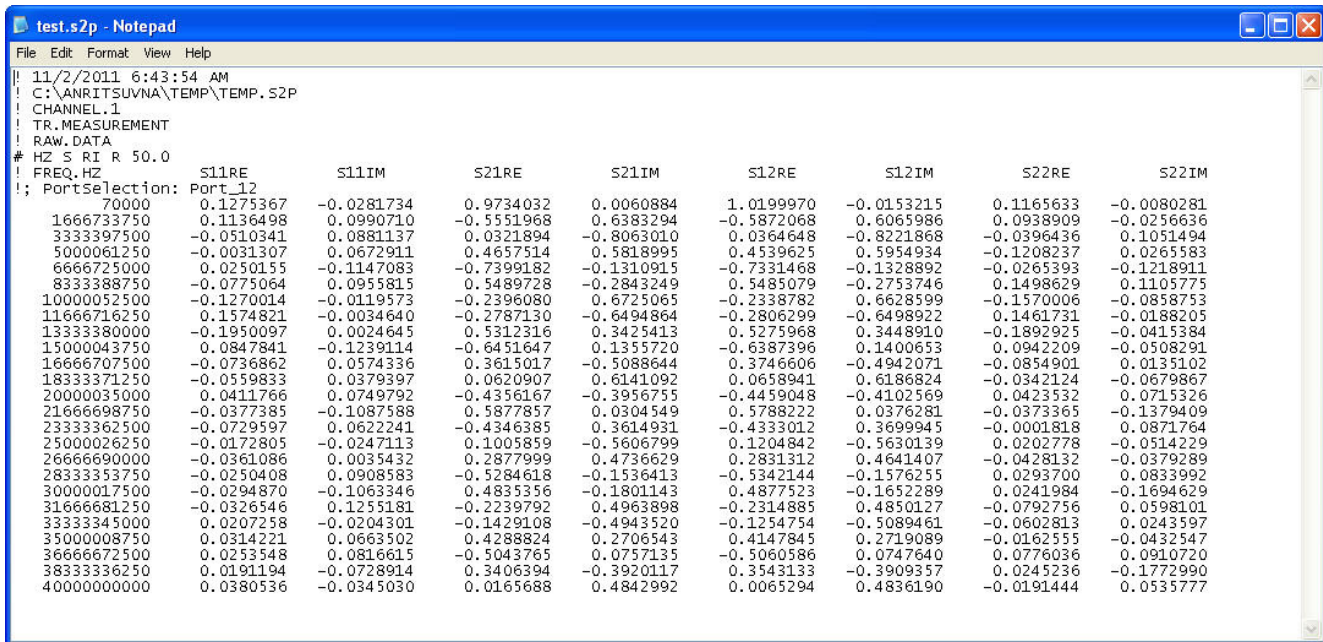 test.s2p - Notepad
File Edit Format View Help
! 11/2/2011 6:43:54 AM
! C:\ANRITSUVNA\TEMP\TEMP.S2P
! CHANNEL.1
! TR.MEASUREMENT
! RAW.DATA
# HZ S RI R 50.0
! FREQ.HZ S11RE S11IM S21RE S21IM S12RE S12IM S22RE S22IM
!; PortSelection: Port_12
70000 0.1275367 -0.0281734 0.9734032 0.0060884 1.0199970 -0.0153215 0.1165633 -0.0080281
1666733750 0.1136498 0.0990710 -0.5551968 0.6383294 -0.5872068 0.6065986 0.0938909 -0.0256636
3333397500 -0.0510341 0.0881137 0.0321894 -0.8063010 0.0364648 -0.8221868 -0.0396436 0.1051494
5000061250 -0.0031307 0.0672911 0.4657514 0.5818995 0.4539625 0.5954934 -0.1208237 0.0265583
6666725000 0.0250155 -0.1147083 -0.7399182 -0.1310915 -0.7331468 -0.1328892 -0.0265393 -0.1218911
8333388750 -0.0775064 0.0955815 0.5489728 -0.2843249 0.5485079 -0.2753746 0.1498629 0.1105775
10000052500 -0.1270014 -0.0119573 -0.2396080 0.6725065 -0.2338782 0.6628599 -0.1570006 -0.0858753
11666716250 0.1574821 -0.0034640 -0.2787130 -0.6494864 -0.2806299 -0.6498922 0.1461731 -0.0188205
13333380000 -0.1950097 0.0024645 0.5312316 0.3425413 0.5275968 0.3448910 -0.1892925 -0.0415384
15000043750 0.0847841 -0.1239114 -0.6451647 0.1355720 -0.6387396 0.1400653 0.0942209 -0.0508291
16666707500 -0.0736862 0.0574336 0.3615017 -0.5088644 0.3746606 -0.4942071 -0.0854901 0.0135102
18333371250 -0.0559833 0.0379397 0.0620907 0.6141092 0.0658941 0.6186824 -0.0342124 -0.0679867
20000035000 0.0411766 0.0749792 -0.4356167 -0.3956755 -0.4459048 -0.4102569 0.0423532 0.0715326
21666698750 -0.0377385 -0.1087588 0.5877857 0.0304549 0.5788222 0.0376281 -0.0373365 -0.1379409
23333362500 -0.0729597 0.0622241 -0.4346385 0.3614931 -0.4333012 0.3699945 -0.0001818 0.0871764
25000026250 -0.0172805 -0.0247113 0.1005859 -0.5606799 0.1204842 -0.5630139 0.0202778 -0.0514229
26666690000 -0.0361086 0.0035432 0.2877999 0.4736629 0.2831312 0.4641407 -0.0428132 -0.0379289
28333353750 -0.0250408 0.0908583 -0.5284618 -0.1536413 -0.5342144 -0.1576255 0.0293700 0.0833992
30000017500 -0.0294870 -0.1063346 0.4835356 -0.1801143 0.4877523 -0.1652289 0.0241984 -0.1694629
31666681250 -0.0326546 0.1255181 -0.2239792 0.4963898 -0.2314885 0.4850127 -0.0792756 0.0598101
33333345000 0.0207258 -0.0204301 -0.1429108 -0.4943520 -0.1254754 -0.5089461 -0.0602813 0.0243597
35000008750 0.0314221 0.0663502 0.4288824 0.2706543 0.4147845 0.2719089 -0.0162555 -0.0432547
36666672500 0.0253548 0.0816615 -0.5043765 0.0757135 -0.5060586 0.0747640 0.0776036 0.0910720
38333336250 0.0191194 -0.0728914 0.3406394 -0.3920117 0.3543133 -0.3909357 0.0245236 -0.1772990
40000000000 0.0380536 -0.0345030 0.0165688 0.4842992 0.0065294 0.4836190 -0.0191444 0.0535777